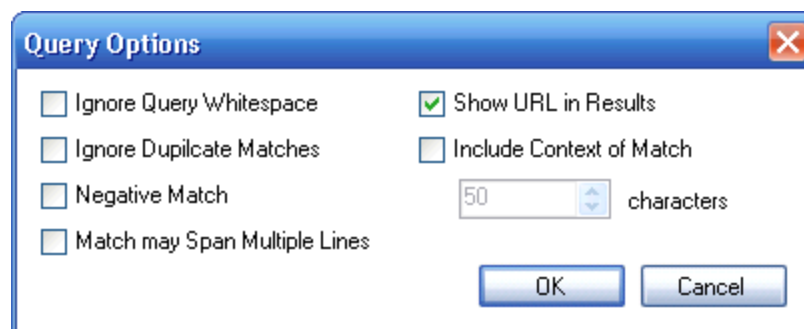 Query Options
Ignore Query Whitespace
Ignore Dupilcate Matches
Negative Match
Match may Span Multiple Lines
Show URL in Results
Include Context of Match
50 characters
OK Cancel